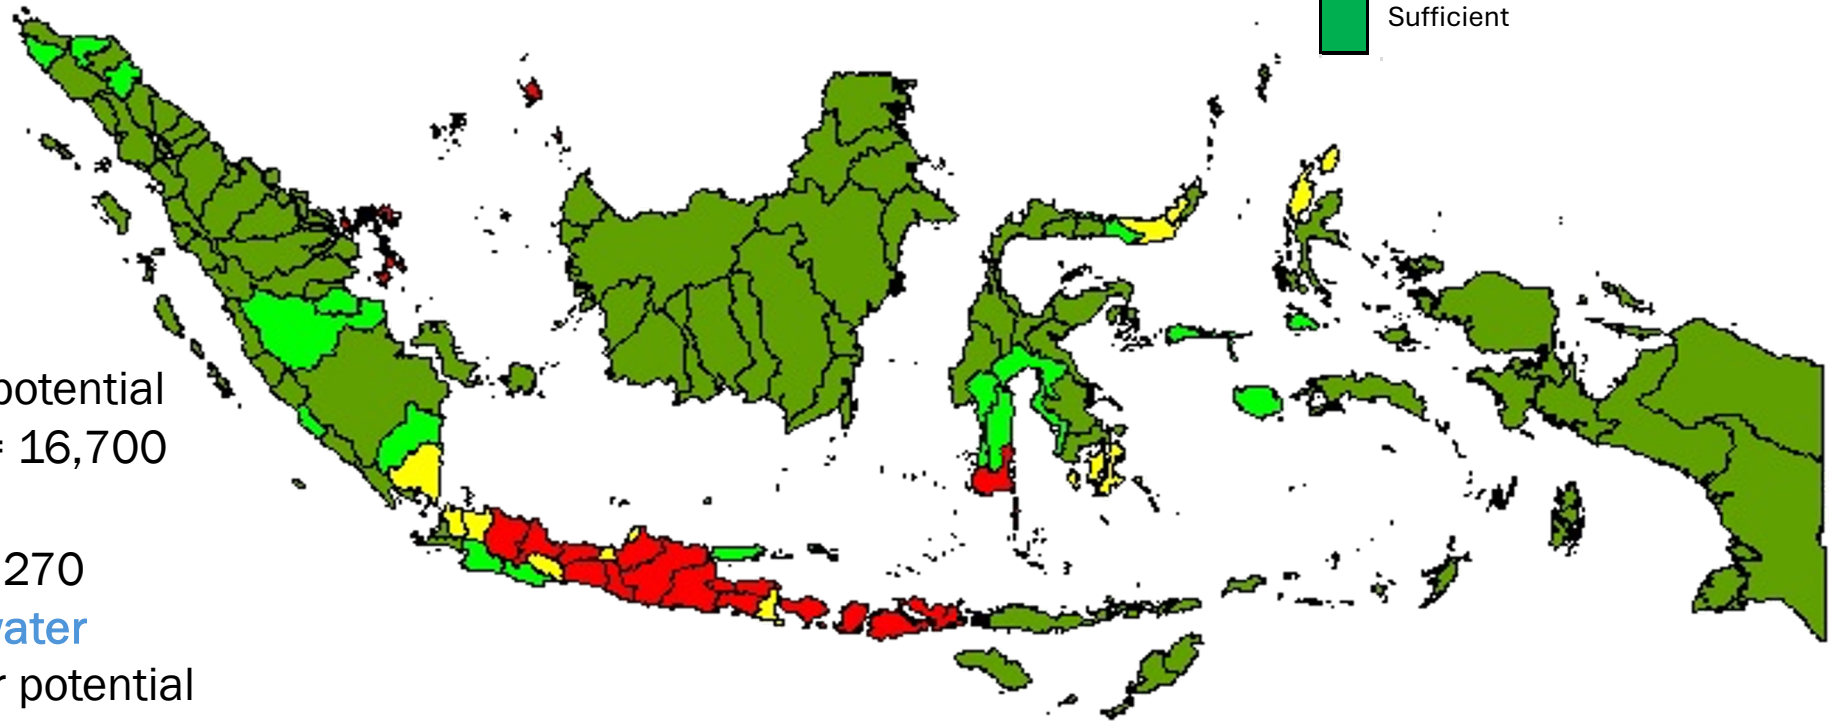 Sufficient
potential
= 16,700
270
water
r potential